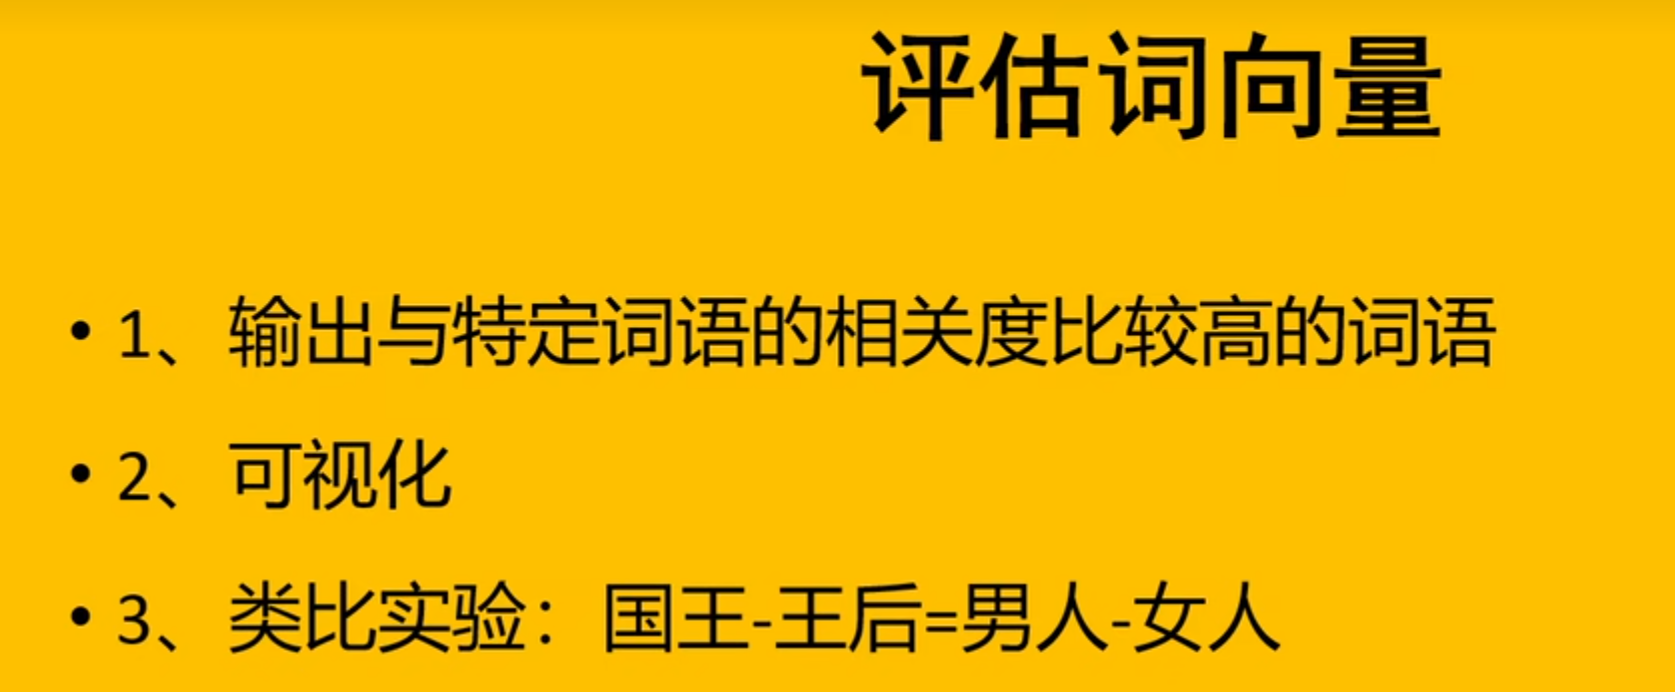 评估词向量
• 1、输出与特定词语的相关度比较高的词语
• 2、可视化
• 3、类比实验：国王-王后=男人-女人